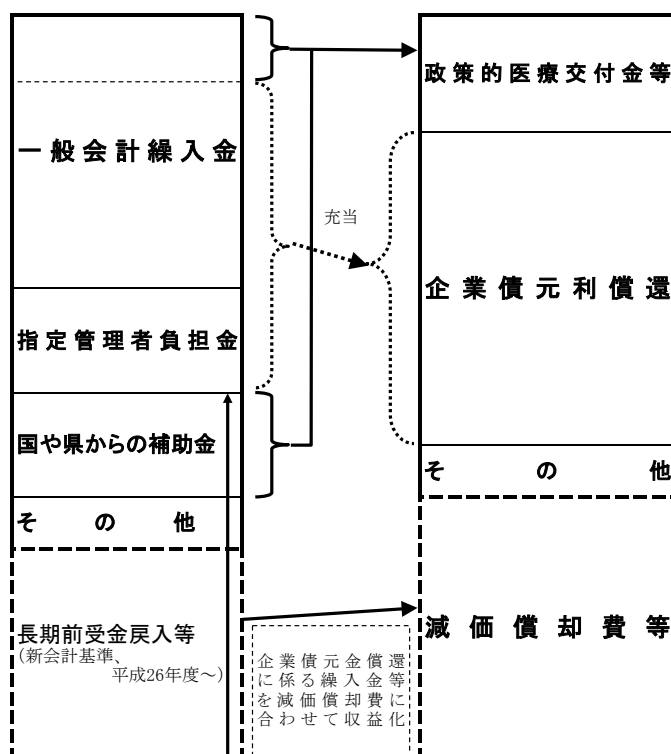 政策的医療交付金等
一般会計繰入金
充当
企業債元利償還
指定管理者負担金
国や県からの補助金
その他
その他
長期前受金戻入等
(新会計基準、
平成26年度～)
減価償却費等
企業債元金償還
に係る繰入金等
を減価償却費に
合わせて収益化